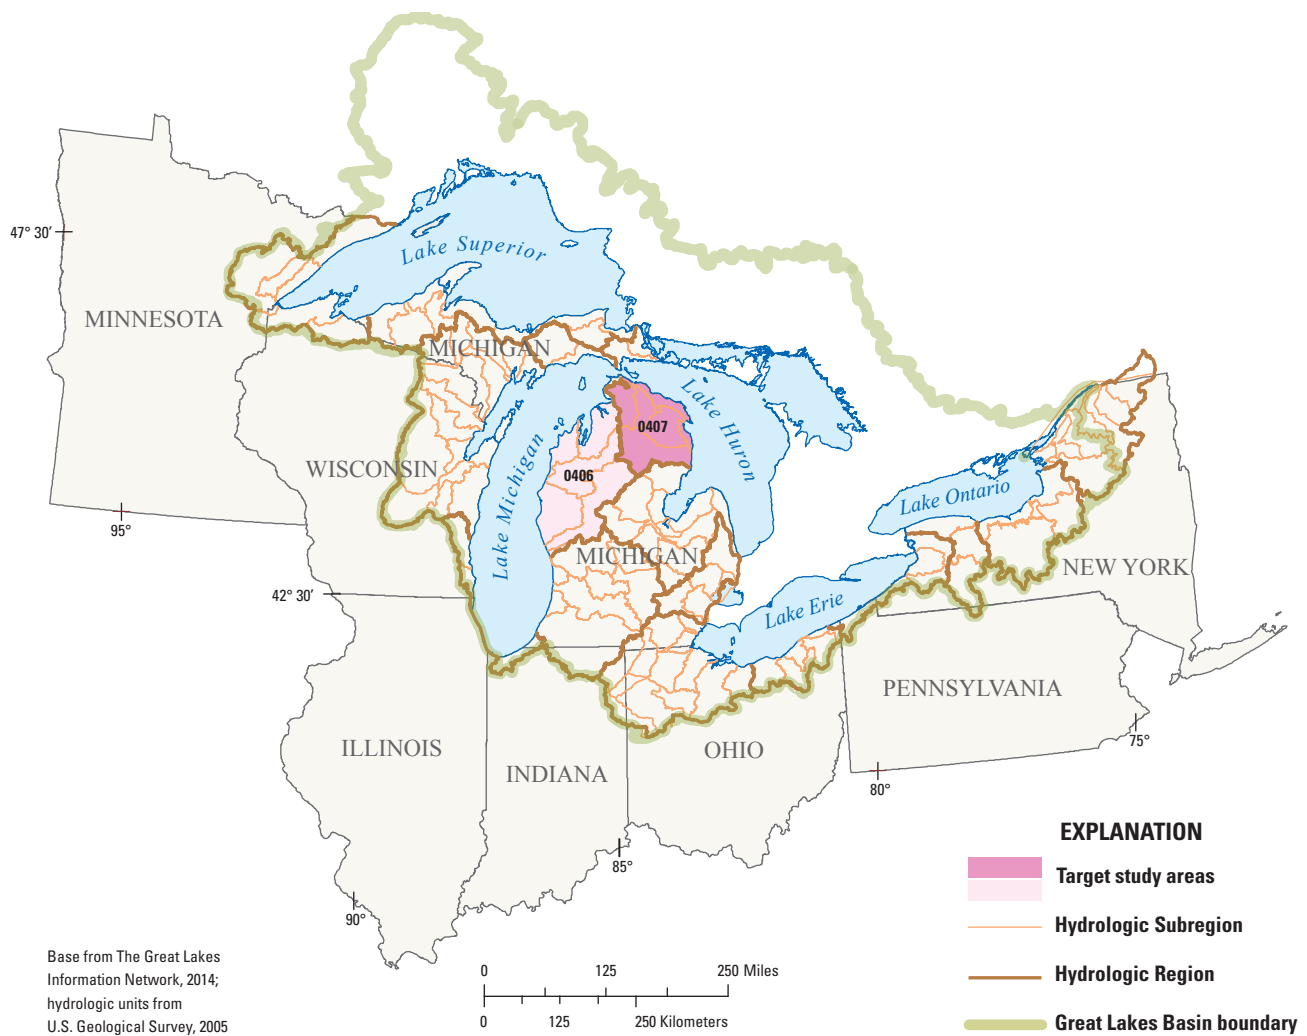 47° 30′
Lake Superior
MINNESOTA
MICHIGAN
Lake Huron
0407
WISCONSIN
0406
Lake Michigan
Lake Ontario
95°
MICHIGAN
NEW YORK
42° 30′
Lake Erie
PENNSYLVANIA
75°
ILLINOIS
INDIANA
OHIO
80°
85°
90°
EXPLANATION
Target study areas
Hydrologic Subregion
Hydrologic Region
Great Lakes Basin boundary
Base from The Great Lakes
Information Network, 2014;
hydrologic units from
U.S. Geological Survey, 2005
0 125 250 Miles
0 125 250 Kilometers